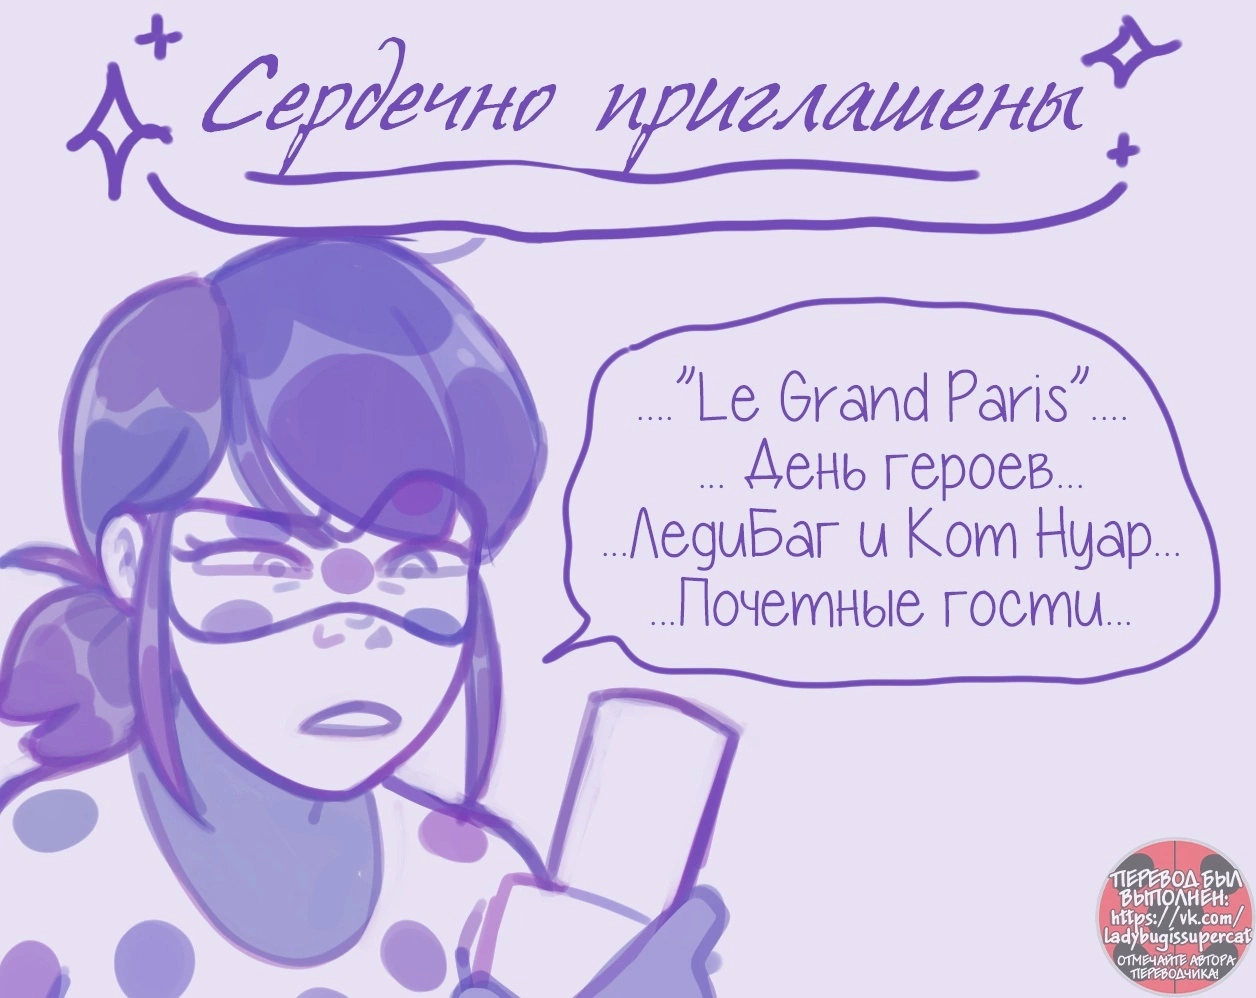 Сердечно приглашены
...."Le Grand Paris"....
... День героев...
...ЛедиБаг и Кот Нуар...
...Почетные гости...
ПЕРЕВОД БЫЛ
ВЫПОЛНЕН:
https://vk.com/
ladybugissupercat
ОТМЕЧАЙТЕ АВТОРА
ПЕРЕВОДЧИКА!